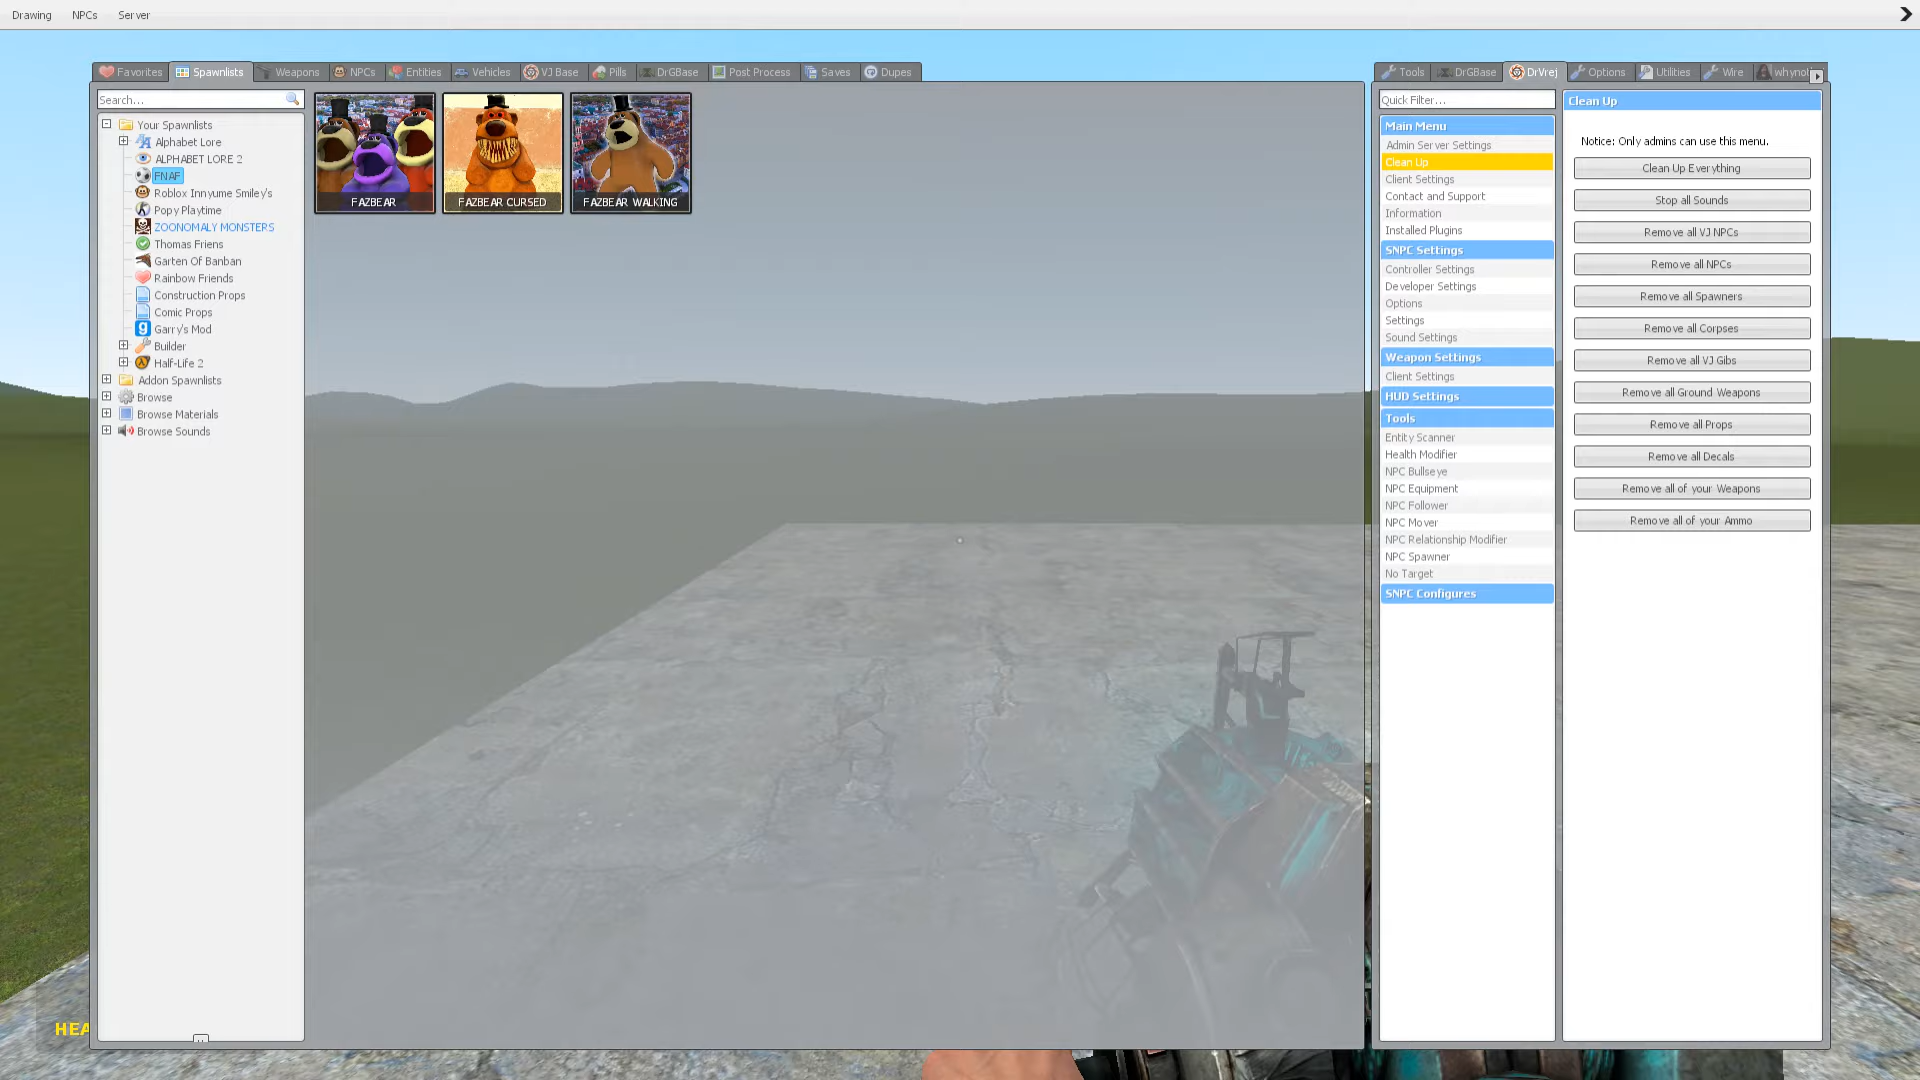 Drawing NPCs Server
Favorites Spawnlists Weapons NPCs Entities Vehicles VJ Base Pills DrGBase Post Process Saves Dupes
Search...
Your Spawnlists
Alphabet Lore
ALPHABET LORE 2
FNAF
Roblox Innyume Smiley's
Popy Playtime
ZOONOMALY MONSTERS
Thomas Friens
Garten Of Banban
Rainbow Friends
Construction Props
Comic Props
Garry's Mod
Builder
Half-Life 2
Addon Spawnlists
Browse
Browse Materials
Browse Sounds
FAZBEAR
FAZBEAR CURSED
FAZBEAR WALKING
HEA
Tools DrGBase DrVrej Options Utilities Wire whynot
Quick Filter...
Main Menu
Admin Server Settings
Clean Up
Client Settings
Contact and Support
Information
Installed Plugins
SNPC Settings
Controller Settings
Developer Settings
Options
Settings
Sound Settings
Weapon Settings
Client Settings
HUD Settings
Tools
Entity Scanner
Health Modifier
NPC Bullseye
NPC Equipment
NPC Follower
NPC Mover
NPC Relationship Modifier
NPC Spawner
No Target
SNPC Configures
Clean Up
Notice: Only admins can use this menu.
Clean Up Everything
Stop all Sounds
Remove all VJ NPCs
Remove all NPCs
Remove all Spawners
Remove all Corpses
Remove all VJ Gibs
Remove all Ground Weapons
Remove all Props
Remove all Decals
Remove all of your Weapons
Remove all of your Ammo